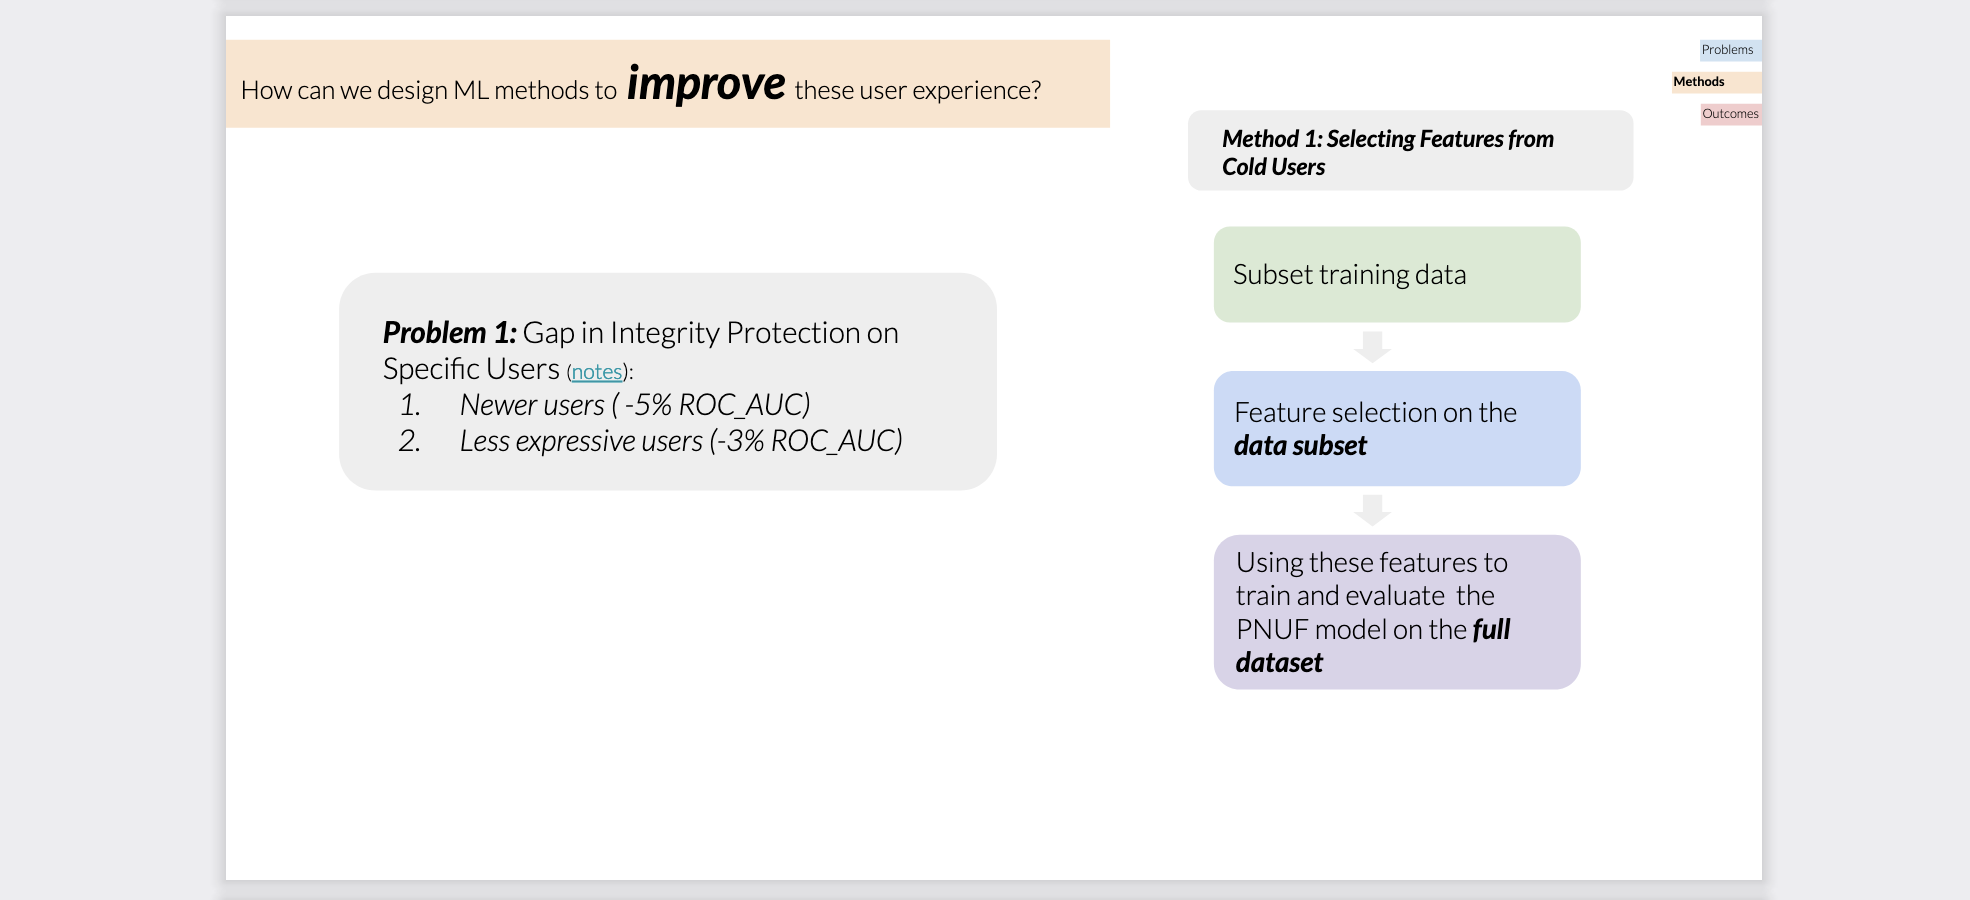 How can we design ML methods to improve these user experience?
Problems
Methods
Outcomes
Problem 1: Gap in Integrity Protection on
Specific Users (notes):
1. Newer users ( -5% ROC_AUC)
2. Less expressive users (-3% ROC_AUC)
Method 1: Selecting Features from
Cold Users
Subset training data
Feature selection on the
data subset
Using these features to
train and evaluate  the
PNUF model on the full
dataset